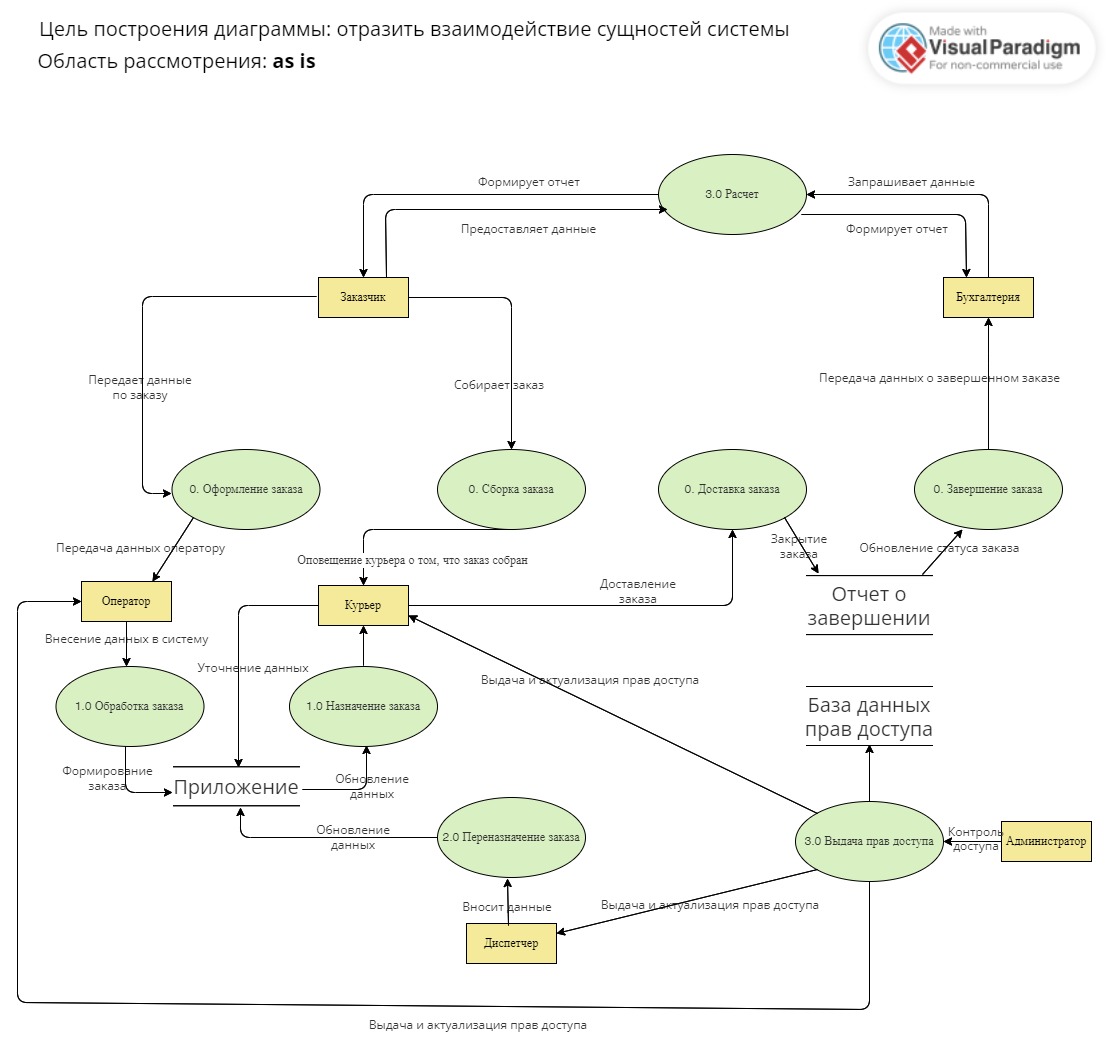 Цель построения диаграммы: отразить взаимодействие сущностей системы
Область рассмотрения: as is
Made with
Visual Paradigm
For non-commercial use
Формирует отчет
3.0 Расчет
Запрашивает данные
Предоставляет данные
Формирует отчет
Заказчик
Бухгалтерия
Передает данные
по заказу
Собирает заказ
Передача данных о завершенном заказе
0. Оформление заказа
0. Сборка заказа
0. Доставка заказа
0. Завершение заказа
Передача данных оператору
Оповещение курьера о том, что заказ собран
Закрытие
заказа
Обновление статуса заказа
Оператор
Курьер
Доставление
заказа
Отчет о
завершении
Внесение данных в систему
Уточнение данных
Выдача и актуализация прав доступа
1.0 Обработка заказа
1.0 Назначение заказа
База данных
прав доступа
Формирование
заказа
Приложение
Обновление
данных
Обновление
данных
2.0 Переназначение заказа
3.0 Выдача прав доступа
Контроль
доступа
Администратор
Вносит данные
Выдача и актуализация прав доступа
Диспетчер
Выдача и актуализация прав доступа